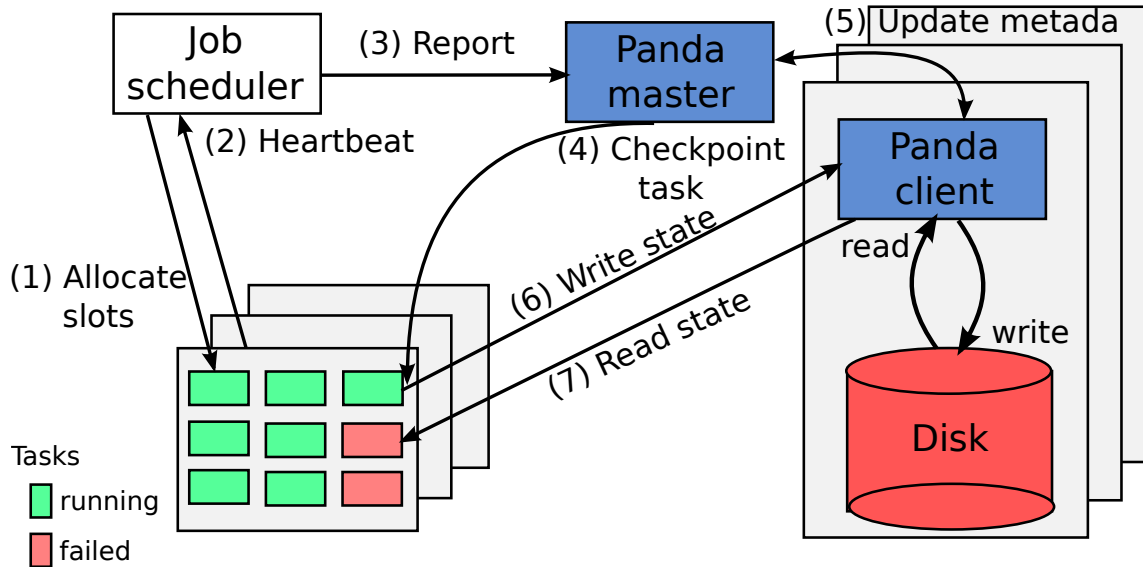 Job
scheduler
(3) Report
Panda
master
(5) Update metada
(2) Heartbeat
(4) Checkpoint
task
Panda
client
(1) Allocate
slots
(6) Write state
(7) Read state
read
write
Disk
Tasks
running
failed